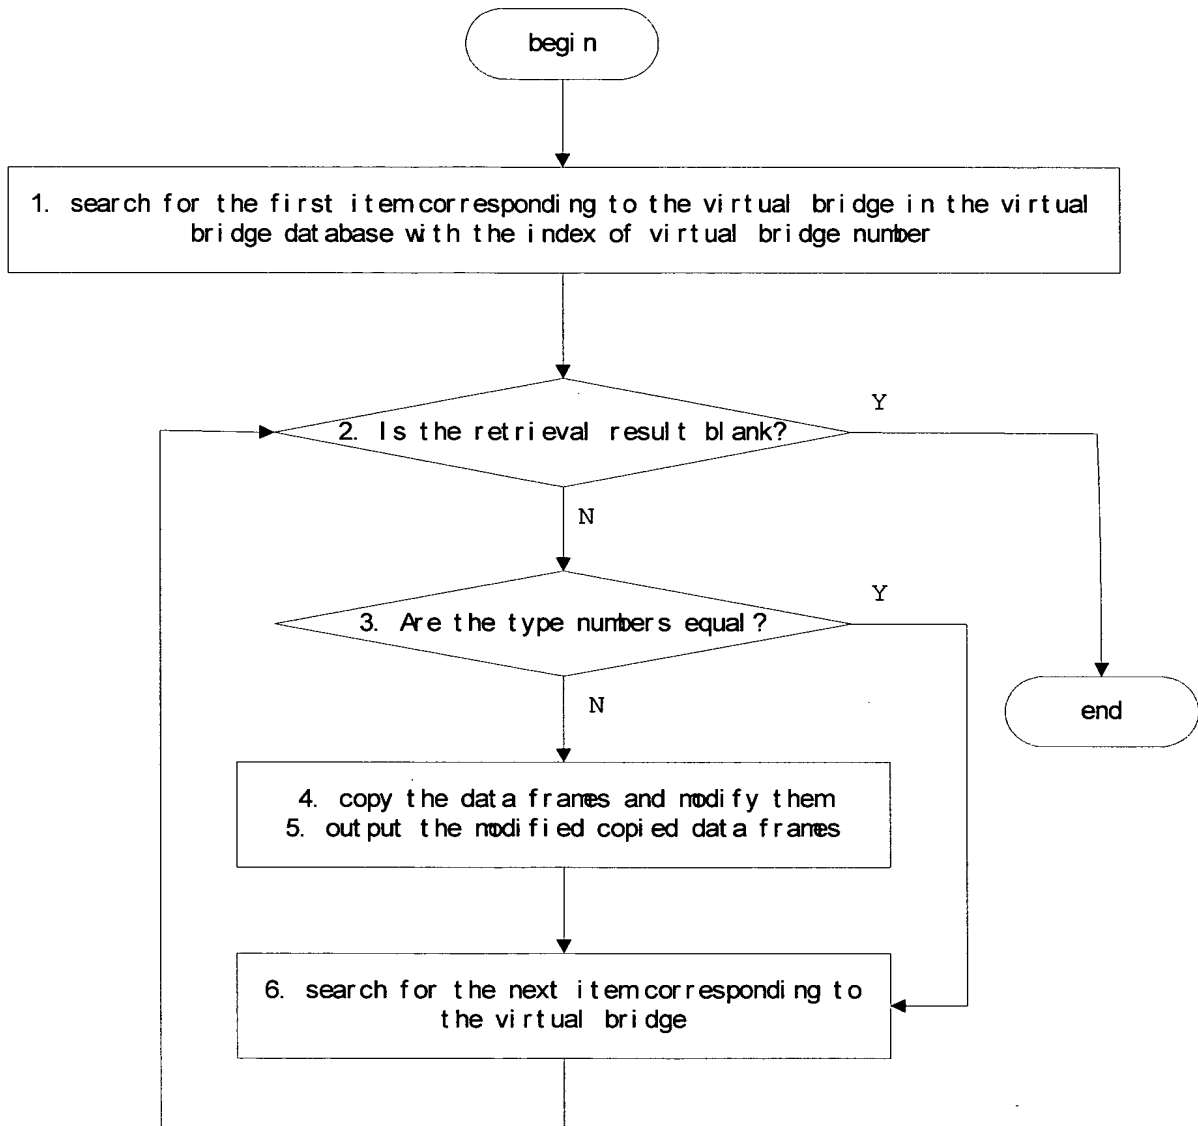 begin
1. search for the first item corresponding to the virtual bridge in the virtual
bridge database with the index of virtual bridge number
Y
2. Is the retrieval result blank?
N
Y
3. Are the type numbers equal?
N
end
4. copy the data frames and modify them
5. output the modified copied data frames
6. search for the next item corresponding to
the virtual bridge